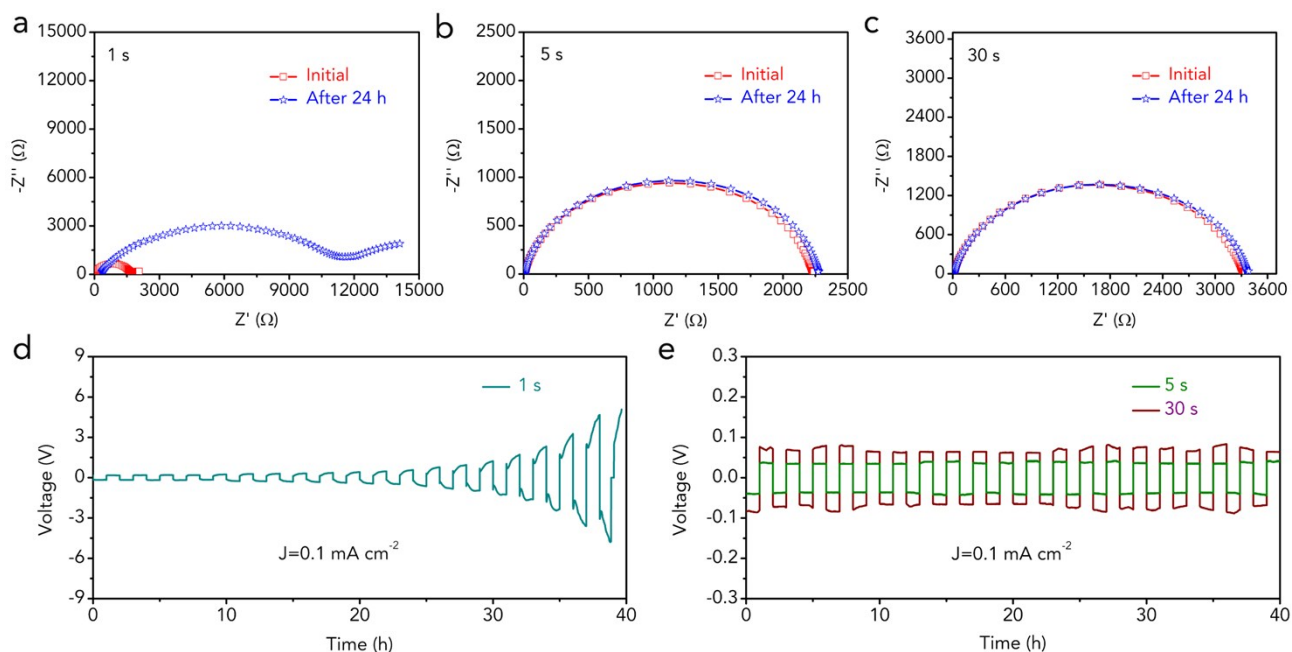 a
1 s
Initial
After 24 h
15000
12000
9000
6000
3000
0
-Z'' (Ω)
0 3000 6000 9000 12000 15000
Z' (Ω)
b
5 s
Initial
After 24 h
2500
2000
1500
1000
500
0
-Z'' (Ω)
0 500 1000 1500 2000 2500
Z' (Ω)
c
30 s
Initial
After 24 h
3600
3000
2400
1800
1200
600
0
-Z'' (Ω)
0 600 1200 1800 2400 3000 3600
Z' (Ω)
d
1 s
9
6
3
0
-3
-6
-9
Voltage (V)
J=0.1 mA cm⁻²
0 10 20 30 40
Time (h)
e
5 s
30 s
0.3
0.2
0.1
0.0
-0.1
-0.2
-0.3
Voltage (V)
J=0.1 mA cm⁻²
0 10 20 30 40
Time (h)